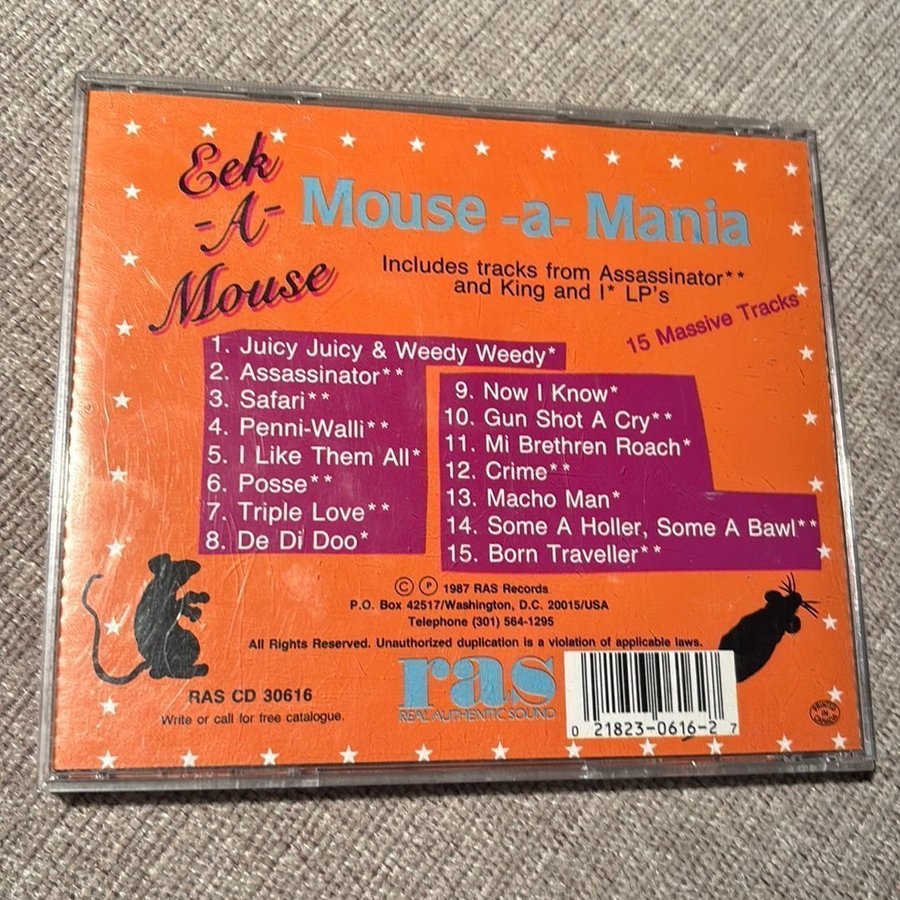 Eek
-A-
Mouse
Mouse -a- Mania
Includes tracks from Assassinator**
and King and I* LP's
15 Massive Tracks
1. Juicy Juicy & Weedy Weedy*
2. Assassinator**
3. Safari**
4. Penni-Walli**
5. I Like Them All*
6. Posse**
7. Triple Love**
8. De Di Doo*
9. Now I Know*
10. Gun Shot A Cry**
11. Mi Brethren Roach*
12. Crime**
13. Macho Man*
14. Some A Holler, Some A Bawl**
15. Born Traveller**
© ℗ 1987 RAS Records
P.O. Box 42517/Washington, D.C. 20015/USA
Telephone (301) 564-1295
All Rights Reserved. Unauthorized duplication is a violation of applicable laws.
RAS CD 30616
Write or call for free catalogue.
ras
REAL AUTHENTIC SOUND
0 21823-0616-2 7
PRINTED
IN
CANADA